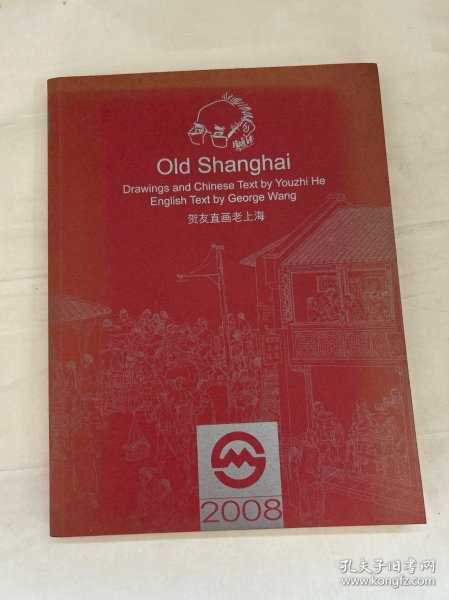 Old Shanghai
Drawings and Chinese Text by Youzhi He
English Text by George Wang
贺友直画老上海
2008
孔夫子旧书网
www.kongfz.com